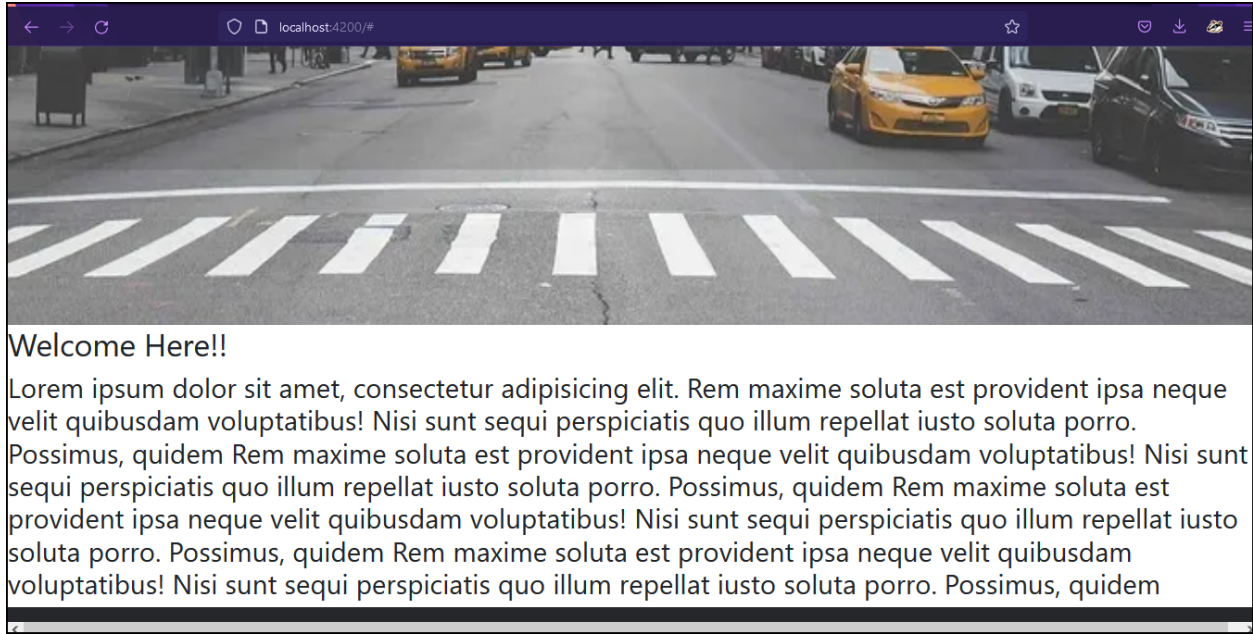 localhost:4200/#
Welcome Here!!
Lorem ipsum dolor sit amet, consectetur adipisicing elit. Rem maxime soluta est provident ipsa neque
velit quibusdam voluptatibus! Nisi sunt sequi perspiciatis quo illum repellat iusto soluta porro.
Possimus, quidem Rem maxime soluta est provident ipsa neque velit quibusdam voluptatibus! Nisi sunt
sequi perspiciatis quo illum repellat iusto soluta porro. Possimus, quidem Rem maxime soluta est
provident ipsa neque velit quibusdam voluptatibus! Nisi sunt sequi perspiciatis quo illum repellat iusto
soluta porro. Possimus, quidem Rem maxime soluta est provident ipsa neque velit quibusdam
voluptatibus! Nisi sunt sequi perspiciatis quo illum repellat iusto soluta porro. Possimus, quidem